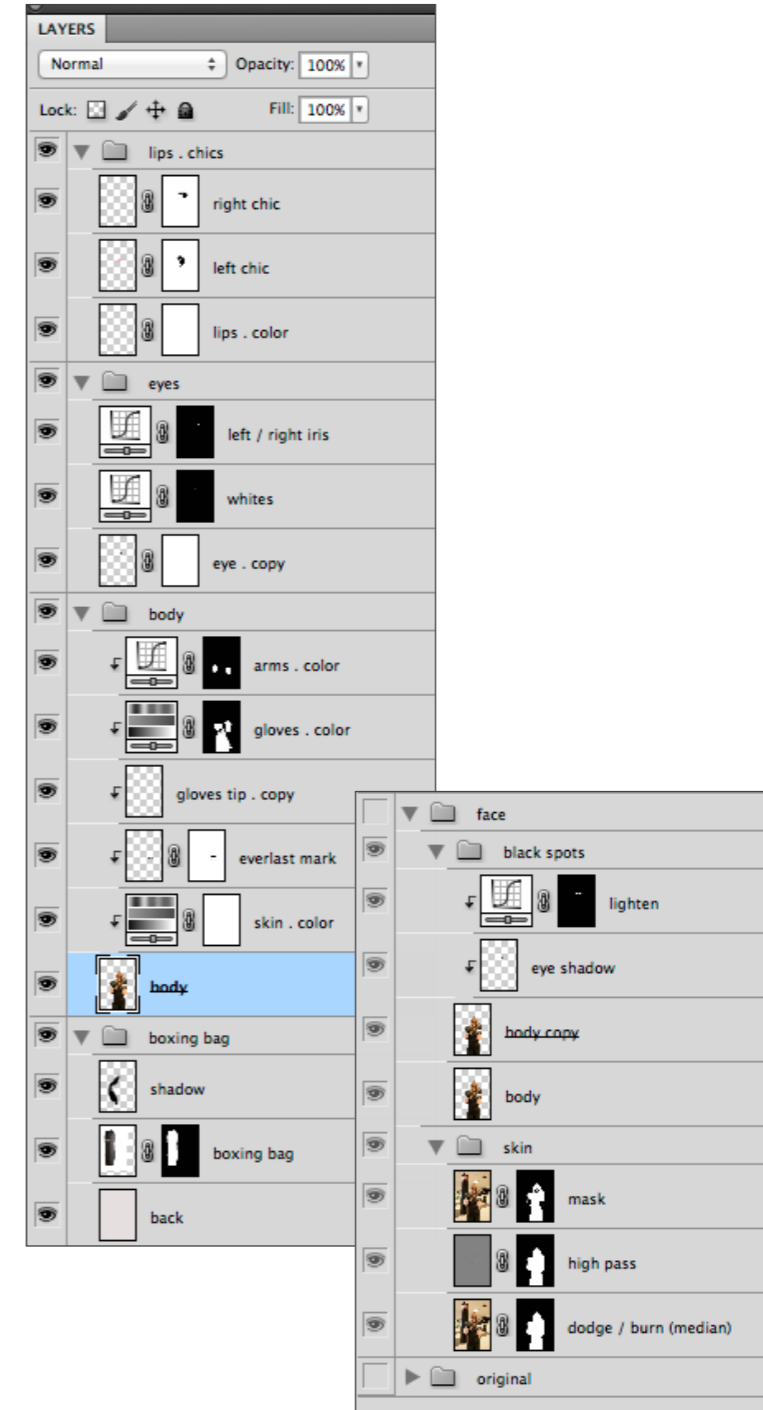 LAYERS
Normal Opacity: 100%
Lock: Fill: 100%
lips . chics
right chic
left chic
lips . color
eyes
left / right iris
whites
eye . copy
body
arms . color
gloves . color
gloves tip . copy
everlast mark
skin . color
body
boxing bag
shadow
boxing bag
back
face
black spots
lighten
eye shadow
body copy
body
skin
mask
high pass
dodge / burn (median)
original